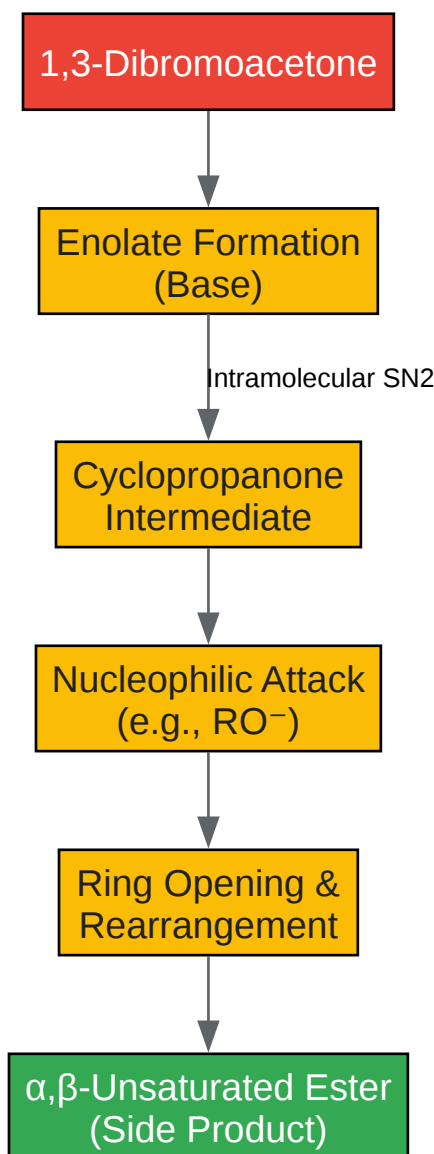 1,3-Dibromoacetone
Enolate Formation
(Base)
Intramolecular SN2
Cyclopropanone
Intermediate
Nucleophilic Attack
(e.g., RO⁻)
Ring Opening &
Rearrangement
α,β-Unsaturated Ester
(Side Product)